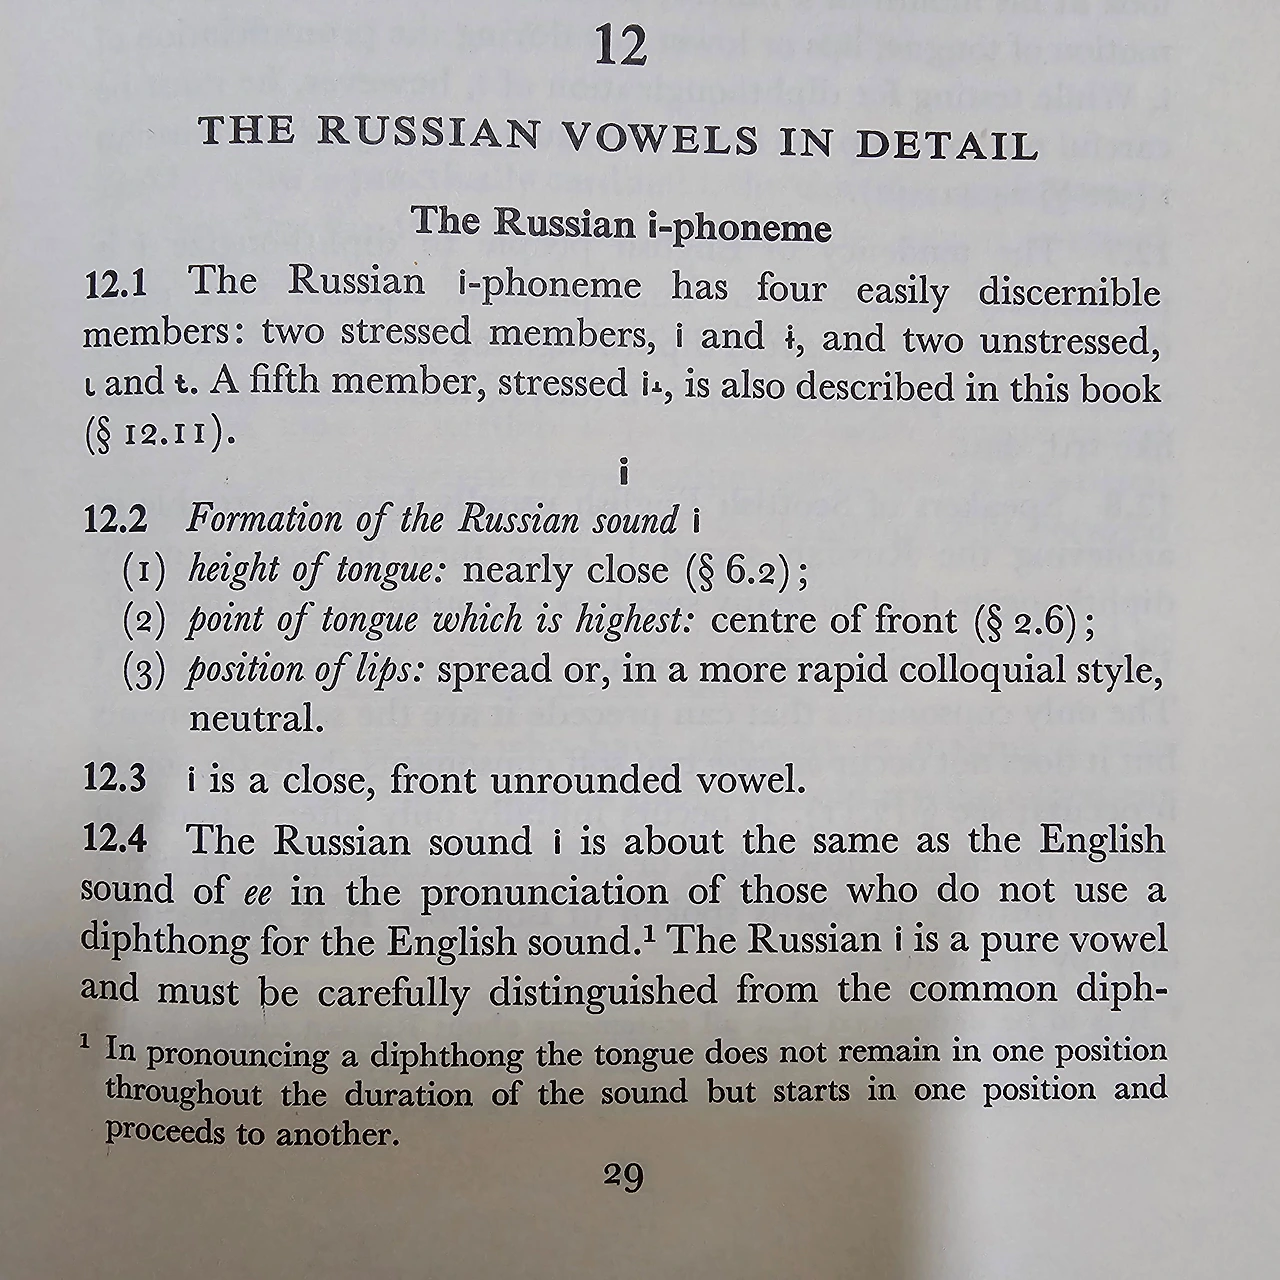 12
THE RUSSIAN VOWELS IN DETAIL
The Russian i-phoneme
12.1 The Russian i-phoneme has four easily discernible
members: two stressed members, i and ɨ, and two unstressed,
ɩ and ŧ. A fifth member, stressed i˔, is also described in this book
(§ 12.11).
i
12.2 Formation of the Russian sound i
(1) height of tongue: nearly close (§ 6.2);
(2) point of tongue which is highest: centre of front (§ 2.6);
(3) position of lips: spread or, in a more rapid colloquial style,
neutral.
12.3 i is a close, front unrounded vowel.
12.4 The Russian sound i is about the same as the English
sound of ee in the pronunciation of those who do not use a
diphthong for the English sound.¹ The Russian i is a pure vowel
and must be carefully distinguished from the common diph-
¹ In pronouncing a diphthong the tongue does not remain in one position
throughout the duration of the sound but starts in one position and
proceeds to another.
29